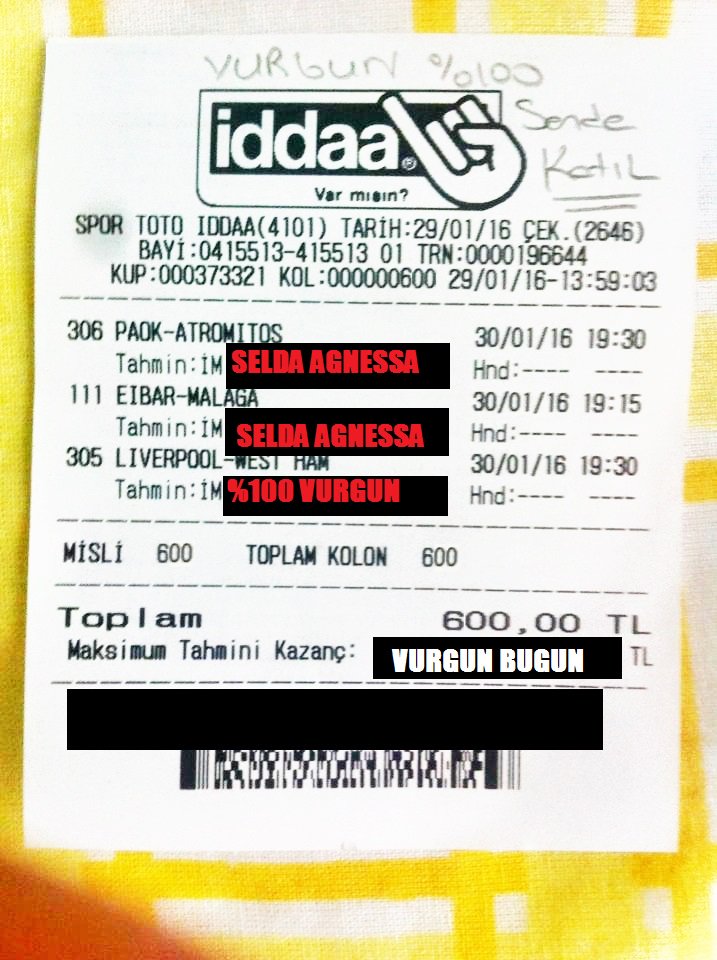 VURGUN %100
iddaa®
Var mısın?
Sende
Katıl
SPOR TOTO IDDAA(4101) TARİH:29/01/16 ÇEK.(2646)
BAYİ:0415513-415513 01 TRN:0000196644
KUP:000373321 KOL:000000600 29/01/16-13:59:03
306 PAOK-ATROMITOS 30/01/16 19:30
Tahmin:İM SELDA AGNESSA Hnd:---- ----
111 EIBAR-MALAGA 30/01/16 19:15
Tahmin:İM SELDA AGNESSA Hnd:---- ----
305 LIVERPOOL-WEST HAM 30/01/16 19:30
Tahmin:İM %100 VURGUN Hnd:---- ----
MİSLİ 600 TOPLAM KOLON 600
Toplam 600,00 TL
Maksimum Tahmini Kazanç: VURGUN BUGUN TL